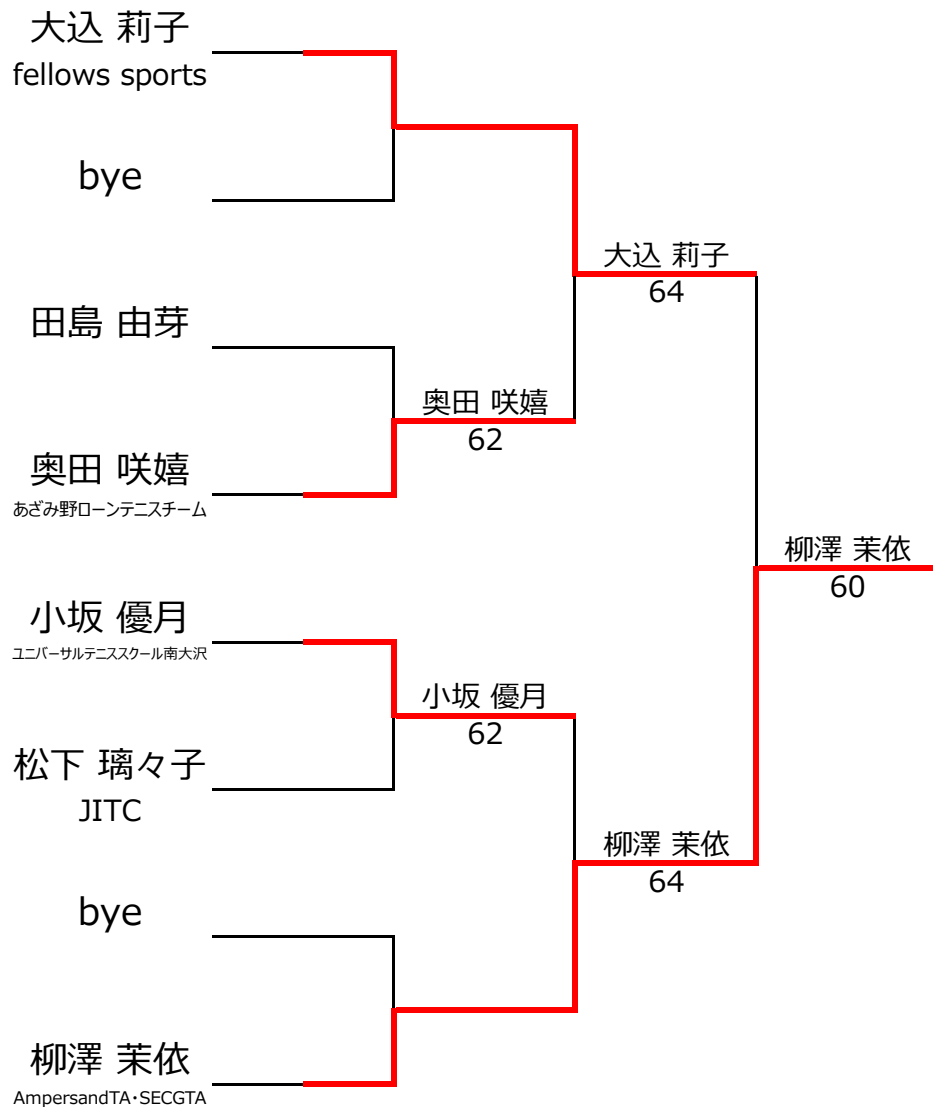 大込 莉子
fellows sports
bye
田島 由芽
奥田 咲嬉
あざみ野ローンテニスチーム
小坂 優月
ユニバーサルテニススクール南大沢
松下 璃々子
JITC
bye
柳澤 茉依
AmpersandTA・SECGTA
奥田 咲嬉
62
小坂 優月
62
大込 莉子
64
柳澤 茉依
64
柳澤 茉依
60